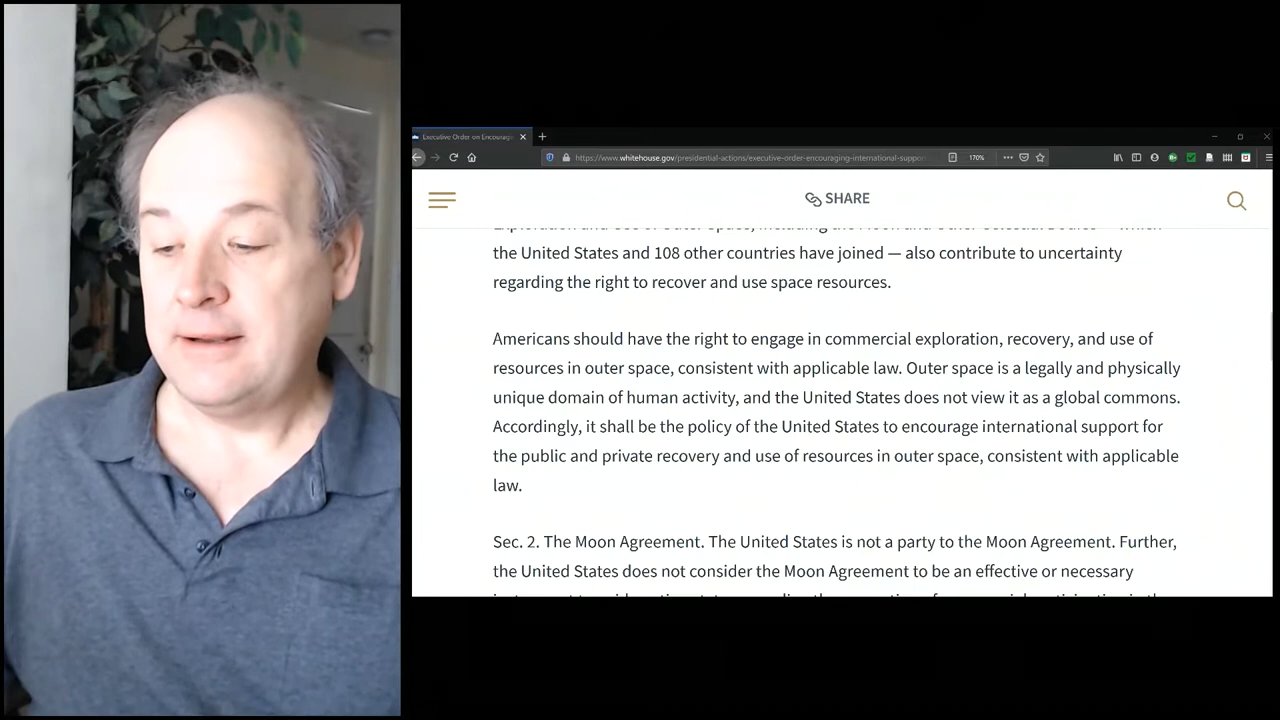 Executive Order on Encourag
https://www.whitehouse.gov/presidential-actions/executive-order-encouraging-international-support
170%
SHARE
the United States and 108 other countries have joined — also contribute to uncertainty
regarding the right to recover and use space resources.
Americans should have the right to engage in commercial exploration, recovery, and use of
resources in outer space, consistent with applicable law. Outer space is a legally and physically
unique domain of human activity, and the United States does not view it as a global commons.
Accordingly, it shall be the policy of the United States to encourage international support for
the public and private recovery and use of resources in outer space, consistent with applicable
law.
Sec. 2. The Moon Agreement. The United States is not a party to the Moon Agreement. Further,
the United States does not consider the Moon Agreement to be an effective or necessary